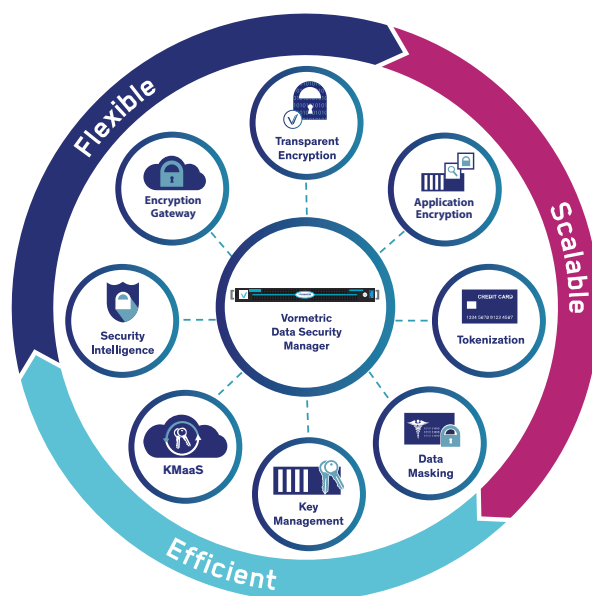 Flexible
Scalable
Efficient
Transparent
Encryption
Application
Encryption
CREDIT CARD
1234 5678 9123 4567
Tokenization
Data
Masking
Key
Management
KMaaS
Security
Intelligence
Encryption
Gateway
Vormetric
Data Security
Manager